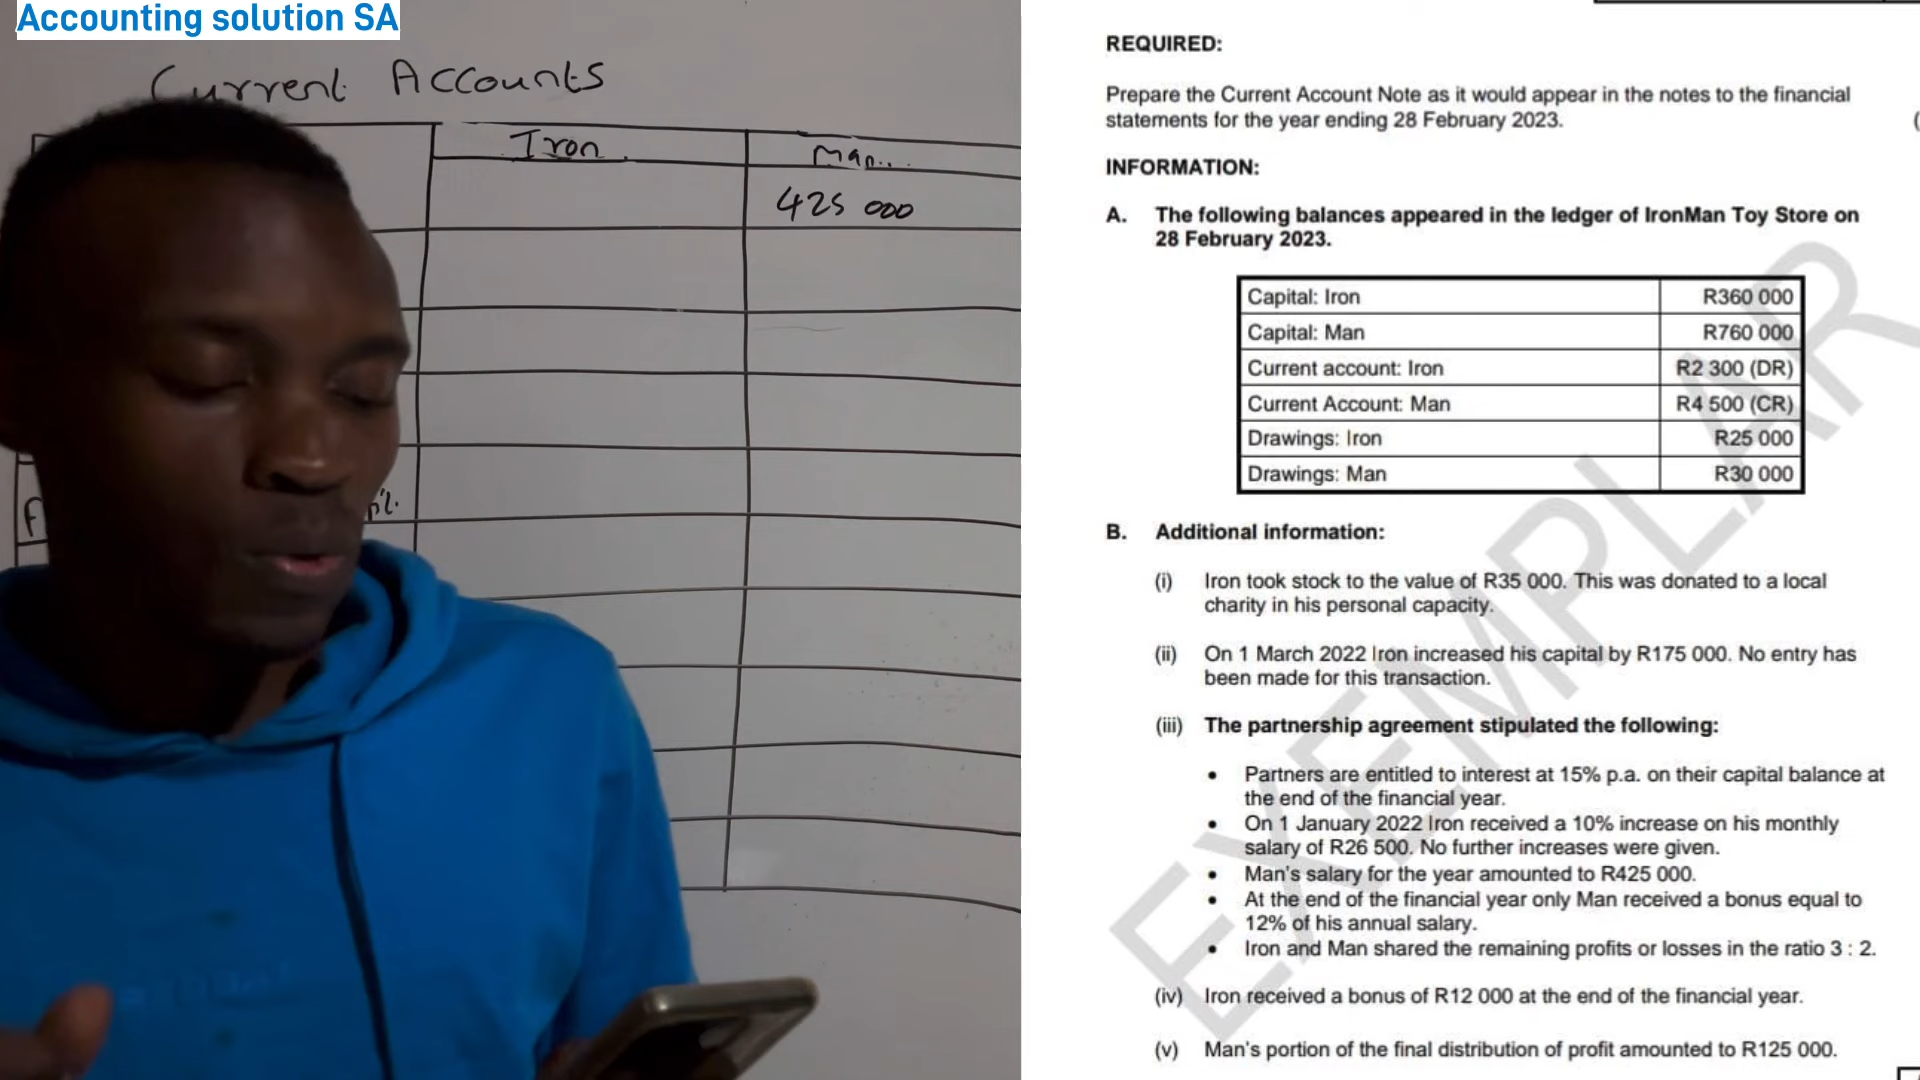 Accounting solution SA
Current Accounts
Iron
Man..
425 000
REQUIRED:
Prepare the Current Account Note as it would appear in the notes to the financial
statements for the year ending 28 February 2023.
INFORMATION:
A. The following balances appeared in the ledger of IronMan Toy Store on
28 February 2023.
Capital: Iron R360 000
Capital: Man R760 000
Current account: Iron R2 300 (DR)
Current Account: Man R4 500 (CR)
Drawings: Iron R25 000
Drawings: Man R30 000
B. Additional information:
(i) Iron took stock to the value of R35 000. This was donated to a local
charity in his personal capacity.
(ii) On 1 March 2022 Iron increased his capital by R175 000. No entry has
been made for this transaction.
(iii) The partnership agreement stipulated the following:
• Partners are entitled to interest at 15% p.a. on their capital balance at
the end of the financial year.
• On 1 January 2022 Iron received a 10% increase on his monthly
salary of R26 500. No further increases were given.
• Man's salary for the year amounted to R425 000.
• At the end of the financial year only Man received a bonus equal to
12% of his annual salary.
• Iron and Man shared the remaining profits or losses in the ratio 3 : 2.
(iv) Iron received a bonus of R12 000 at the end of the financial year.
(v) Man's portion of the final distribution of profit amounted to R125 000.
EXEMPLAR